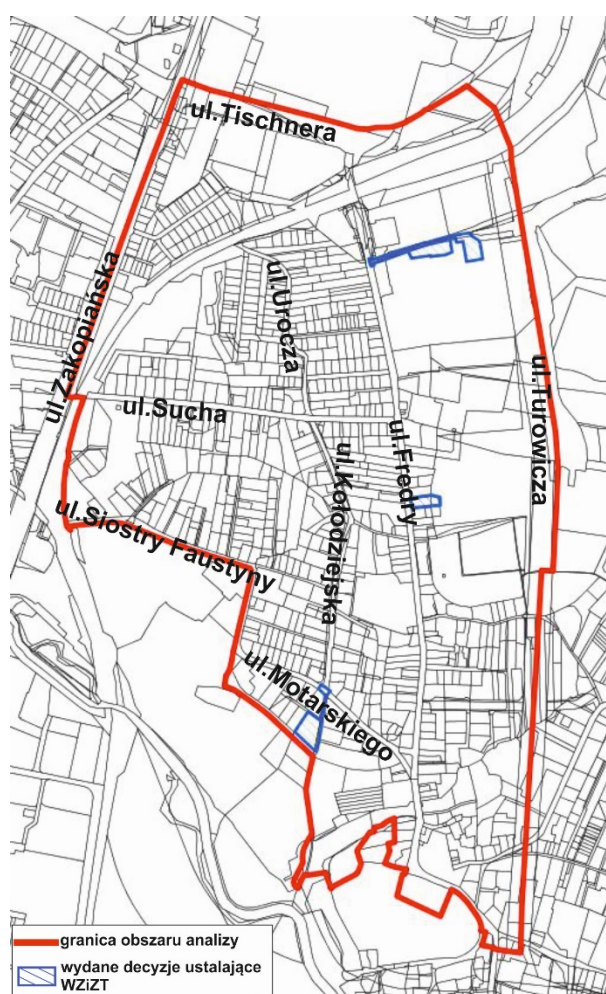 ul.Tischnera
ul.Zakopiańska
ul.Urocza
ul.Sucha
ul.Fredry
ul.Turowicza
ul.Kołodziejska
ul.Siostry Faustyny
ul.Motarskiego
granica obszaru analizy
wydane decyzje ustalające
WZiZT